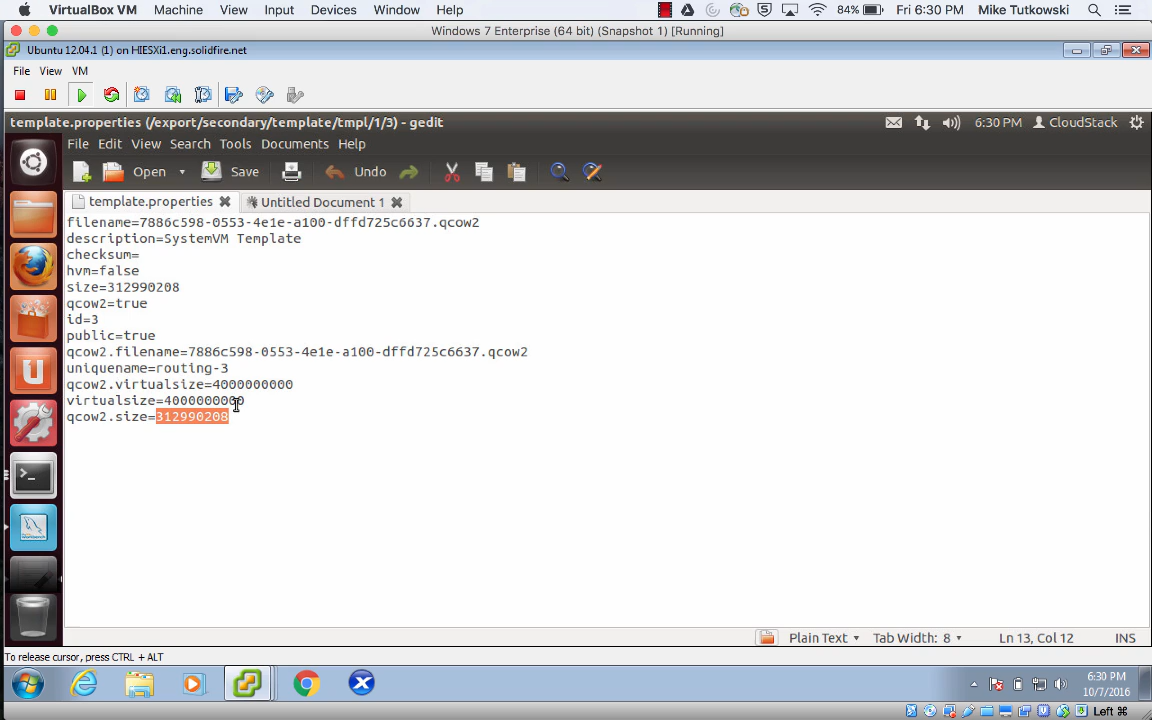 VirtualBox VM Machine View Input Devices Window Help 84% Fri 6:30 PM Mike Tutkowski
Windows 7 Enterprise (64 bit) (Snapshot 1) [Running]
Ubuntu 12.04.1 (1) on HIESXi1.eng.solidfire.net
File View VM
template.properties (/export/secondary/template/tmpl/1/3) - gedit 6:30 PM CloudStack
File Edit View Search Tools Documents Help
Open Save Undo
template.properties Untitled Document 1
filename=7886c598-0553-4e1e-a100-dffd725c6637.qcow2
description=SystemVM Template
checksum=
hvm=false
size=312990208
qcow2=true
id=3
public=true
qcow2.filename=7886c598-0553-4e1e-a100-dffd725c6637.qcow2
uniquename=routing-3
qcow2.virtualsize=4000000000
virtualsize=4000000000
qcow2.size=312990208
Plain Text Tab Width: 8 Ln 13, Col 12 INS
To release cursor, press CTRL + ALT
6:30 PM
10/7/2016
Left ⌘